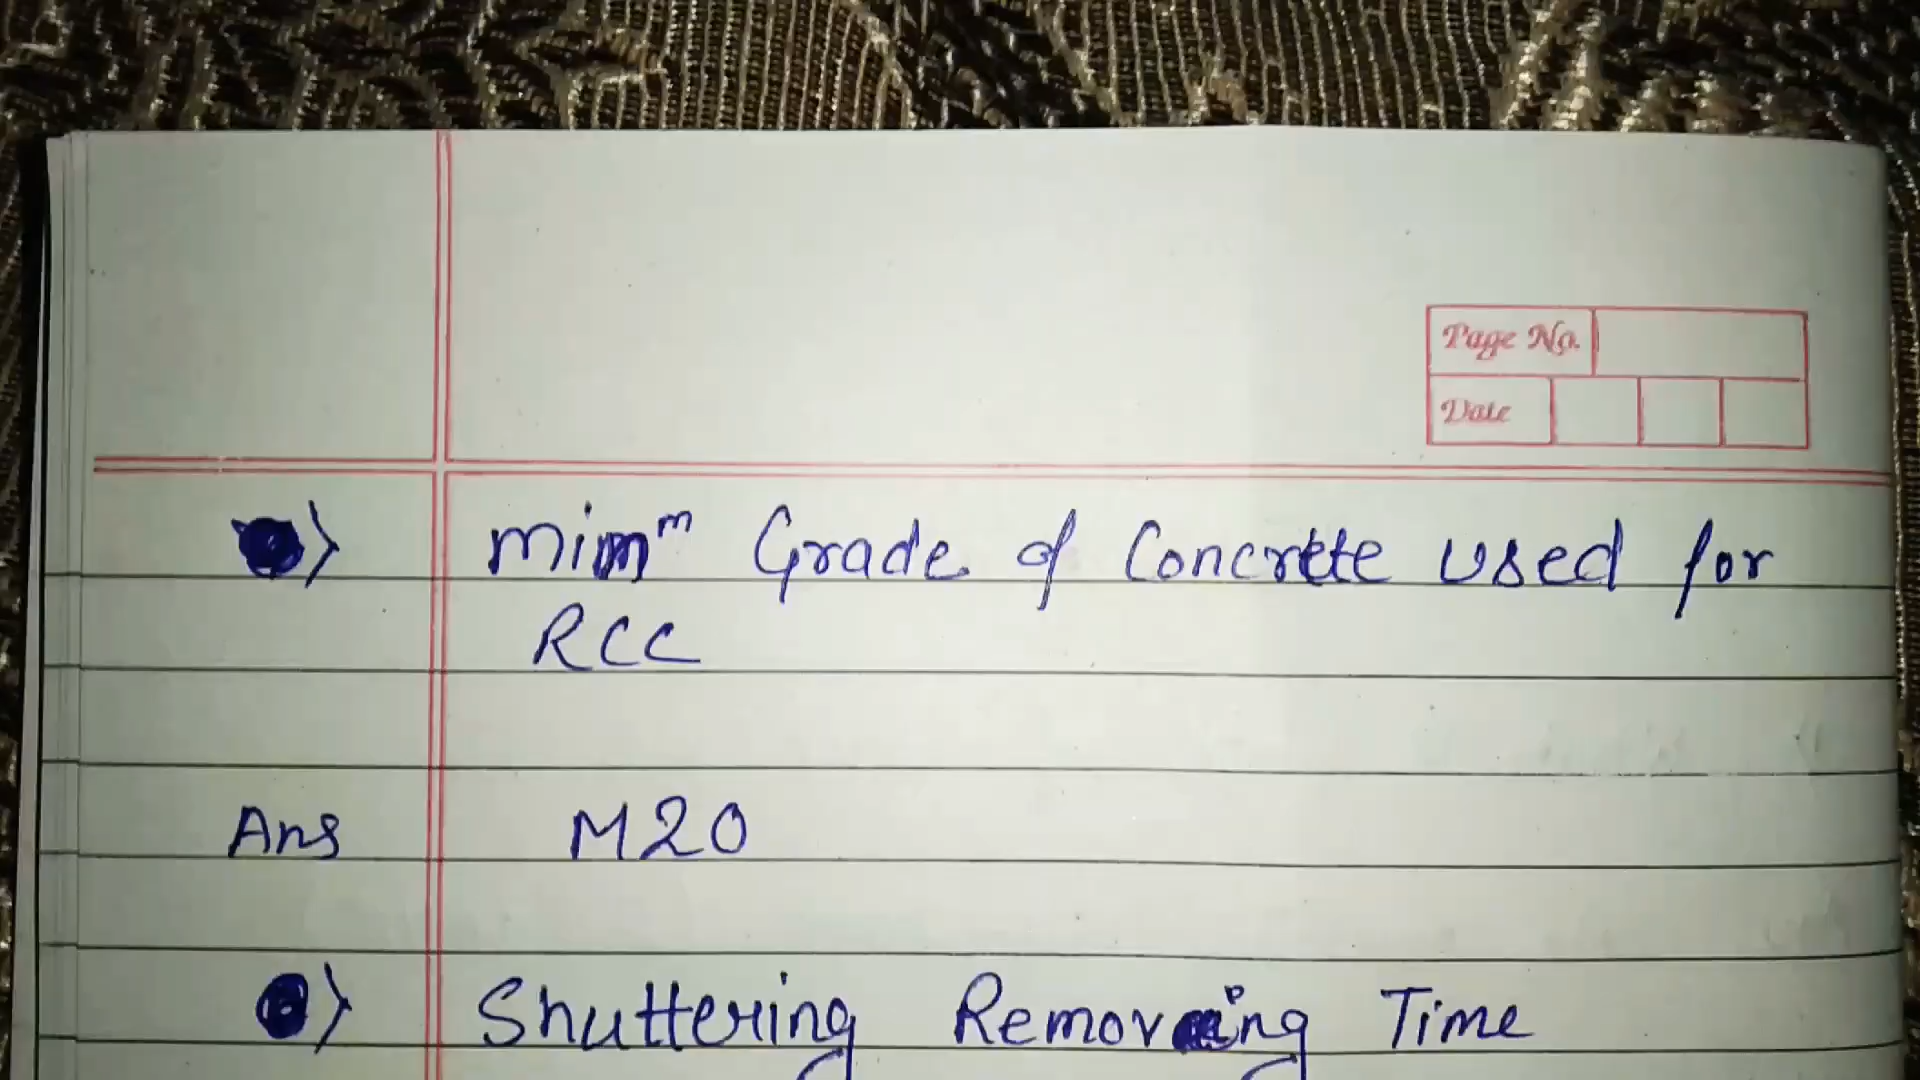 Page No.
Date
minm^m Grade of Concrete used for
RCC
Ans M20
Shuttering Removing Time